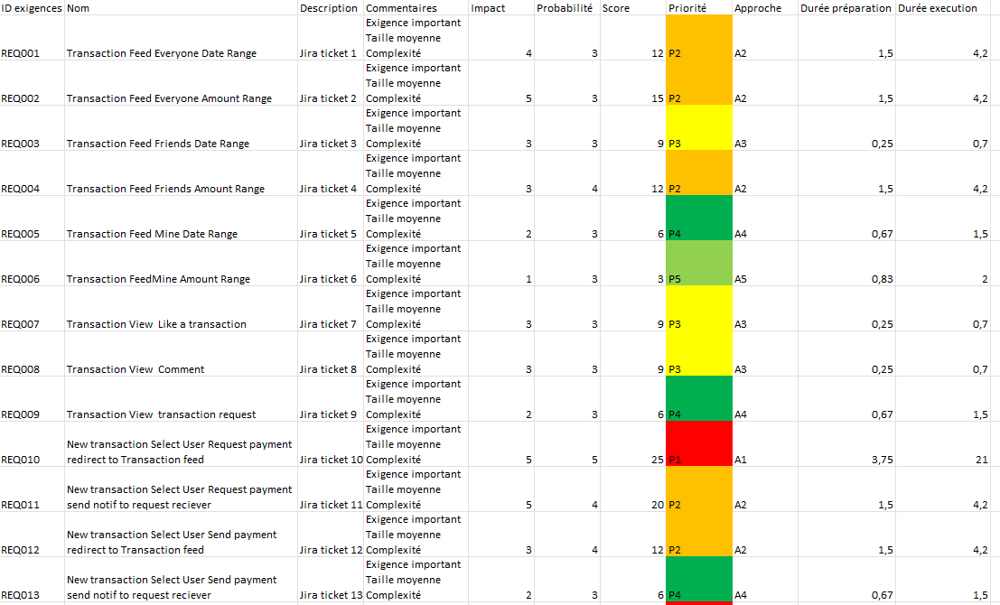 ID exigences Nom Description Commentaires Impact Probabilité Score Priorité Approche Durée préparation Durée execution
Exigence important
Taille moyenne
REQ001 Transaction Feed Everyone Date Range Jira ticket 1 Complexité 4 3 12 P2 A2 1,5 4,2
Exigence important
Taille moyenne
REQ002 Transaction Feed Everyone Amount Range Jira ticket 2 Complexité 5 3 15 P2 A2 1,5 4,2
Exigence important
Taille moyenne
REQ003 Transaction Feed Friends Date Range Jira ticket 3 Complexité 3 3 9 P3 A3 0,25 0,7
Exigence important
Taille moyenne
REQ004 Transaction Feed Friends Amount Range Jira ticket 4 Complexité 3 4 12 P2 A2 1,5 4,2
Exigence important
Taille moyenne
REQ005 Transaction Feed Mine Date Range Jira ticket 5 Complexité 2 3 6 P4 A4 0,67 1,5
Exigence important
Taille moyenne
REQ006 Transaction FeedMine Amount Range Jira ticket 6 Complexité 1 3 3 P5 A5 0,83 2
Exigence important
Taille moyenne
REQ007 Transaction View Like a transaction Jira ticket 7 Complexité 3 3 9 P3 A3 0,25 0,7
Exigence important
Taille moyenne
REQ008 Transaction View Comment Jira ticket 8 Complexité 3 3 9 P3 A3 0,25 0,7
Exigence important
Taille moyenne
REQ009 Transaction View transaction request Jira ticket 9 Complexité 2 3 6 P4 A4 0,67 1,5
Exigence important
New transaction Select User Request payment Taille moyenne
REQ010 redirect to Transaction feed Jira ticket 10 Complexité 5 5 25 P1 A1 3,75 21
Exigence important
New transaction Select User Request payment Taille moyenne
REQ011 send notif to request reciever Jira ticket 11 Complexité 5 4 20 P2 A2 1,5 4,2
Exigence important
New transaction Select User Send payment Taille moyenne
REQ012 redirect to Transaction feed Jira ticket 12 Complexité 3 4 12 P2 A2 1,5 4,2
Exigence important
New transaction Select User Send payment Taille moyenne
REQ013 send notif to request reciever Jira ticket 13 Complexité 2 3 6 P4 A4 0,67 1,5